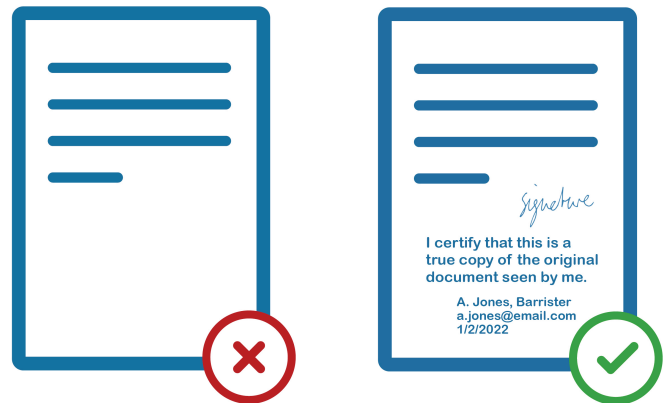 signature
I certify that this is a
true copy of the original
document seen by me.
A. Jones, Barrister
a.jones@email.com
1/2/2022